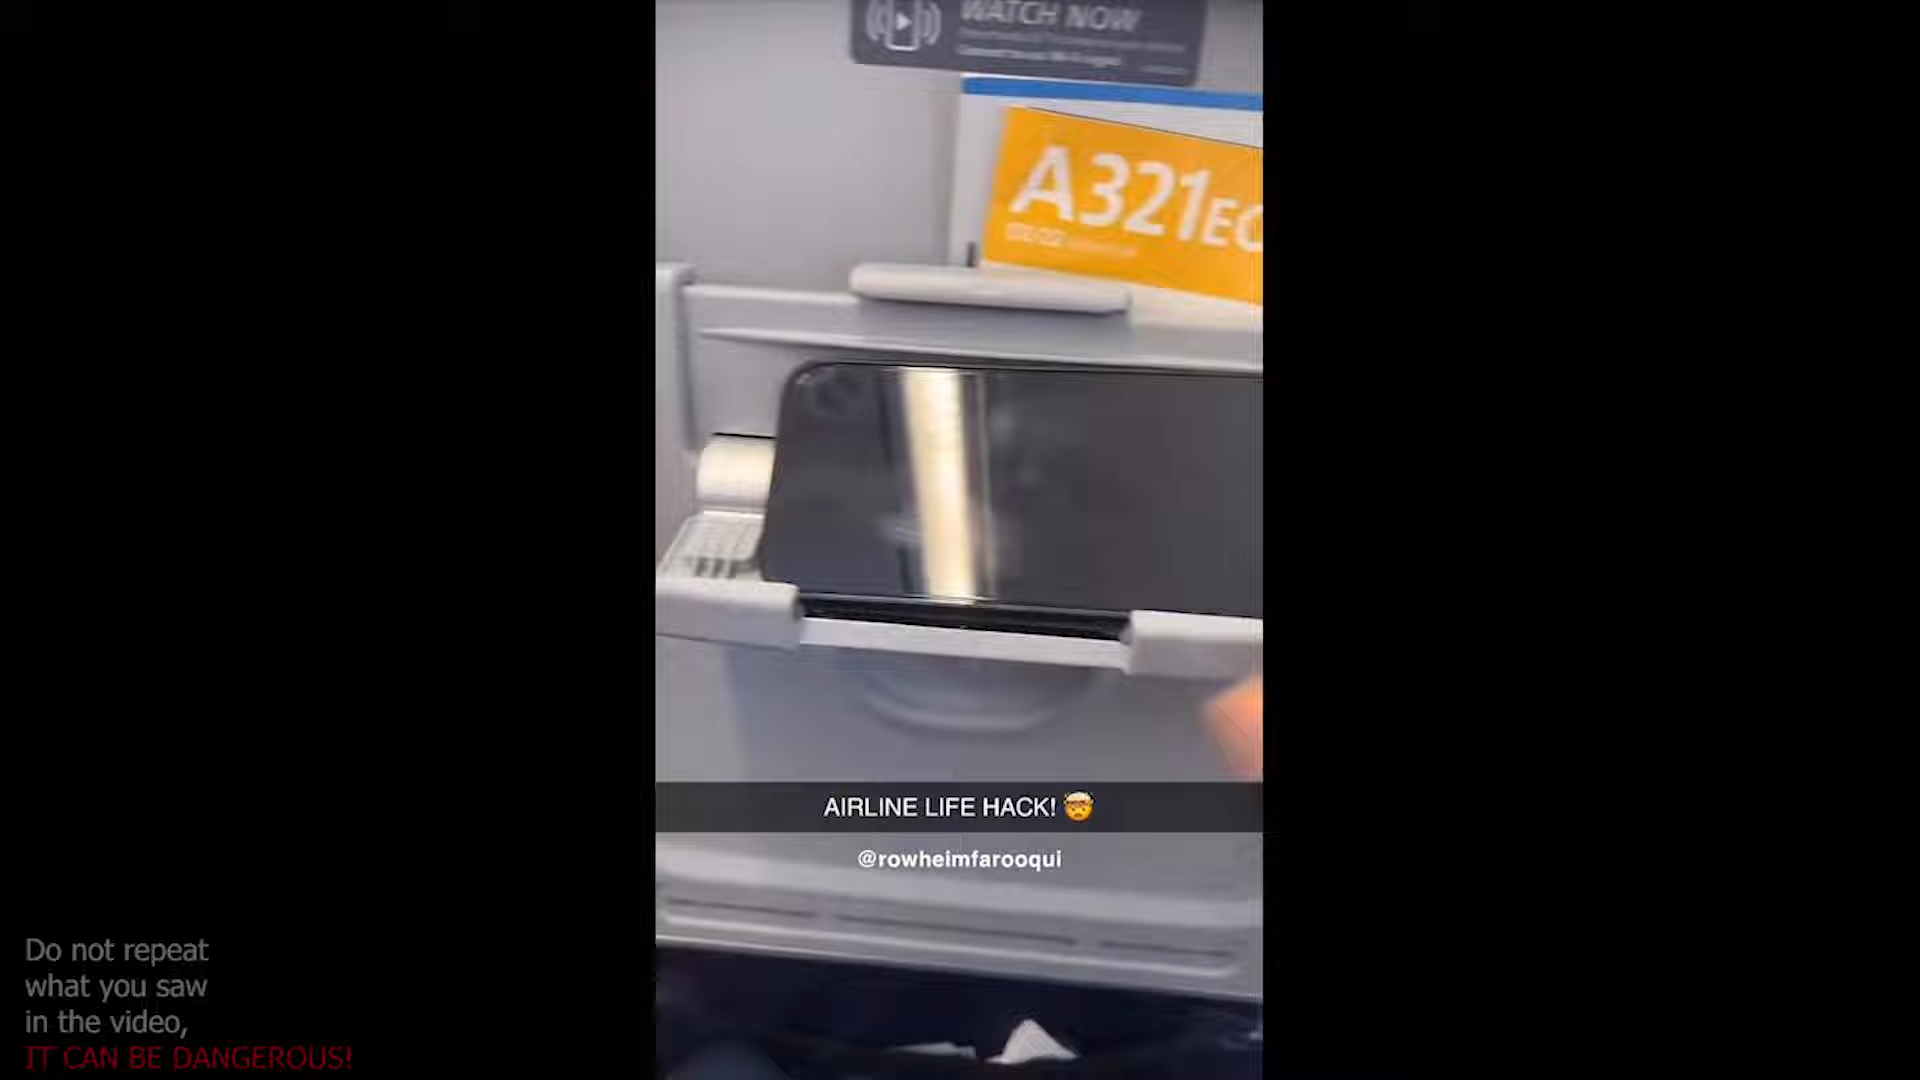 WATCH NOW
A321
AIRLINE LIFE HACK! 🤯
@rowheimfarooqui
Do not repeat
what you saw
in the video,
IT CAN BE DANGEROUS!